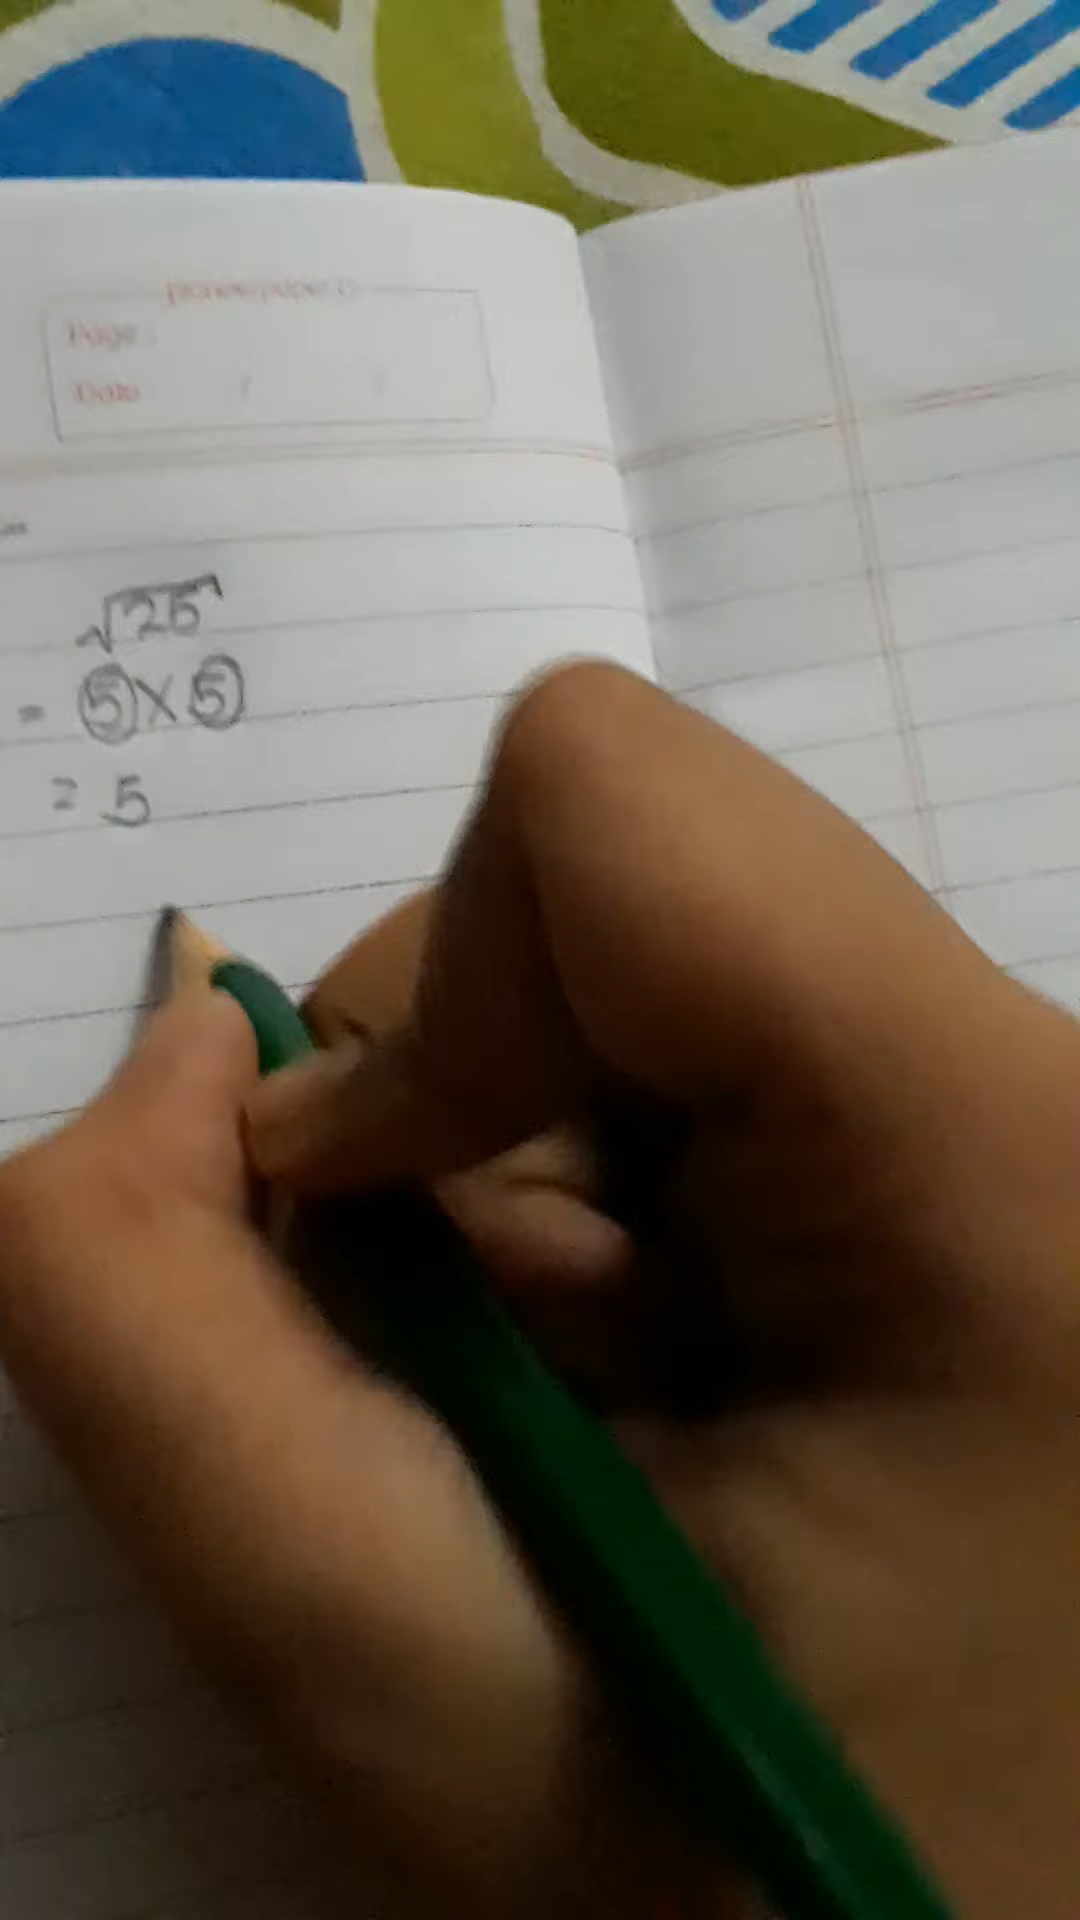 Page :
Date : / /
√25
= 5 X 5
= 5